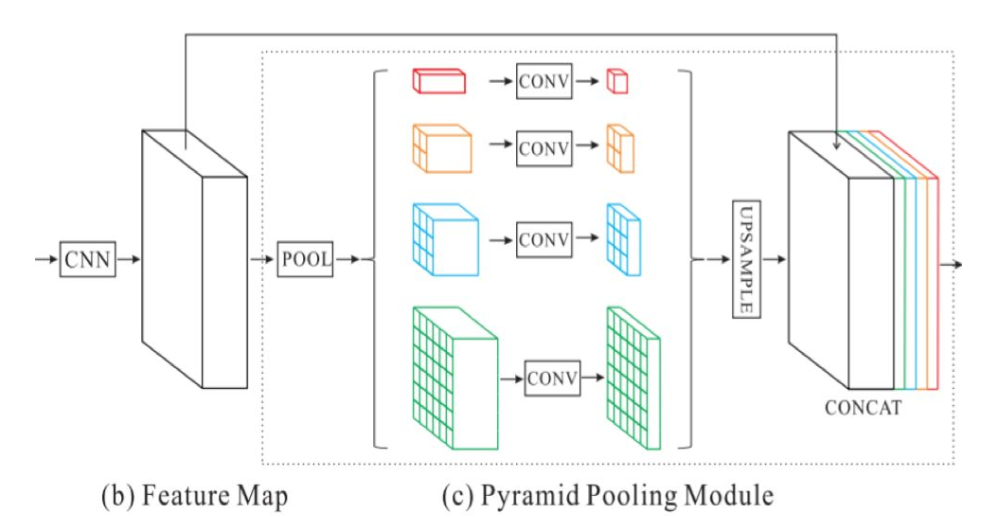 CONV
CONV
CNN
POOL
CONV
UPSAMPLE
CONV
CONCAT
(b) Feature Map
(c) Pyramid Pooling Module